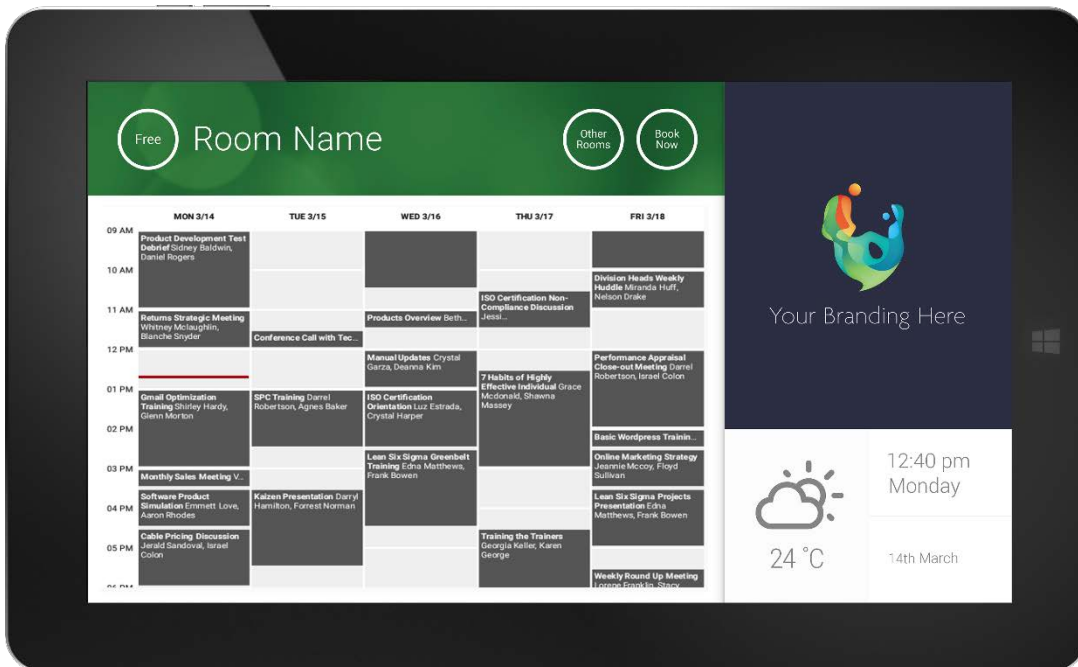 Free
Room Name
Other
Rooms
Book
Now
MON 3/14
TUE 3/15
WED 3/16
THU 3/17
FRI 3/18
09 AM
10 AM
11 AM
12 PM
01 PM
02 PM
03 PM
04 PM
05 PM
06 PM
Product Development Test
Debrief Sidney Baldwin,
Daniel Rogers
Returns Strategic Meeting
Whitney Mclaughlin,
Blanche Snyder
Gmail Optimization
Training Shirley Hardy,
Glenn Morton
Monthly Sales Meeting V...
Software Product
Simulation Emmett Love,
Aaron Rhodes
Cable Pricing Discussion
Jerald Sandoval, Israel
Colon
Conference Call with Tec...
SPC Training Darrel
Robertson, Agnes Baker
Kaizen Presentation Darryl
Hamilton, Forrest Norman
Products Overview Beth...
Manual Updates Crystal
Garza, Deanna Kim
ISO Certification
Orientation Luz Estrada,
Crystal Harper
Lean Six Sigma Greenbelt
Training Edna Matthews,
Frank Bowen
ISO Certification Non-
Compliance Discussion
Jessi...
7 Habits of Highly
Effective Individual Grace
Mcdonald, Shawna
Massey
Training the Trainers
Georgia Keller, Karen
George
Division Heads Weekly
Huddle Miranda Huff,
Nelson Drake
Performance Appraisal
Close-out Meeting Darrel
Robertson, Israel Colon
Basic Wordpress Trainin...
Online Marketing Strategy
Jeannie Mccoy, Floyd
Sullivan
Lean Six Sigma Projects
Presentation Edna
Matthews, Frank Bowen
Weekly Round Up Meeting
Lorene Franklin, Stacy
Your Branding Here
24 °C
12:40 pm
Monday
14th March